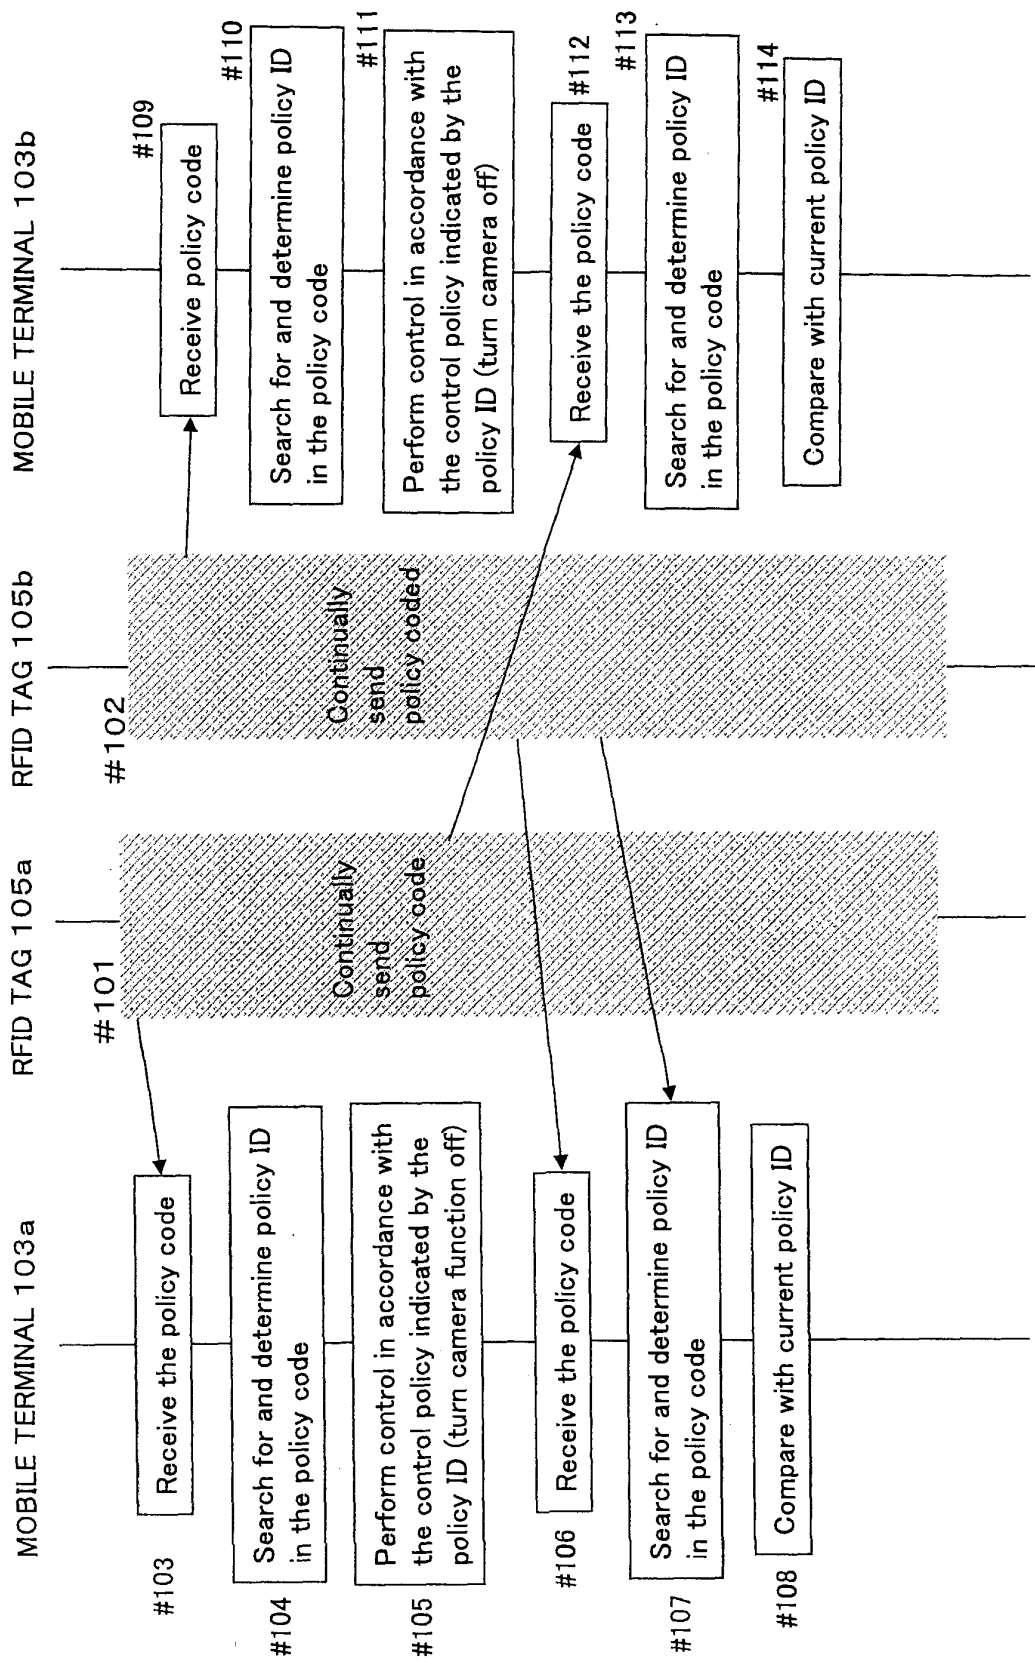 MOBILE TERMINAL 103a
RFID TAG 105a
RFID TAG 105b
MOBILE TERMINAL 103b
#103
Receive the policy code
#104
Search for and determine policy ID
in the policy code
#105
Perform control in accordance with
the control policy indicated by the
policy ID (turn camera function off)
#106
Receive the policy code
#107
Search for and determine policy ID
in the policy code
#108
Compare with current policy ID
#101
Continually
send
policy code
#102
Continually
send
policy coded
#109
Receive policy code
#110
Search for and determine policy ID
in the policy code
#111
Perform control in accordance with
the control policy indicated by the
policy ID (turn camera off)
#112
Receive the policy code
#113
Search for and determine policy ID
in the policy code
#114
Compare with current policy ID